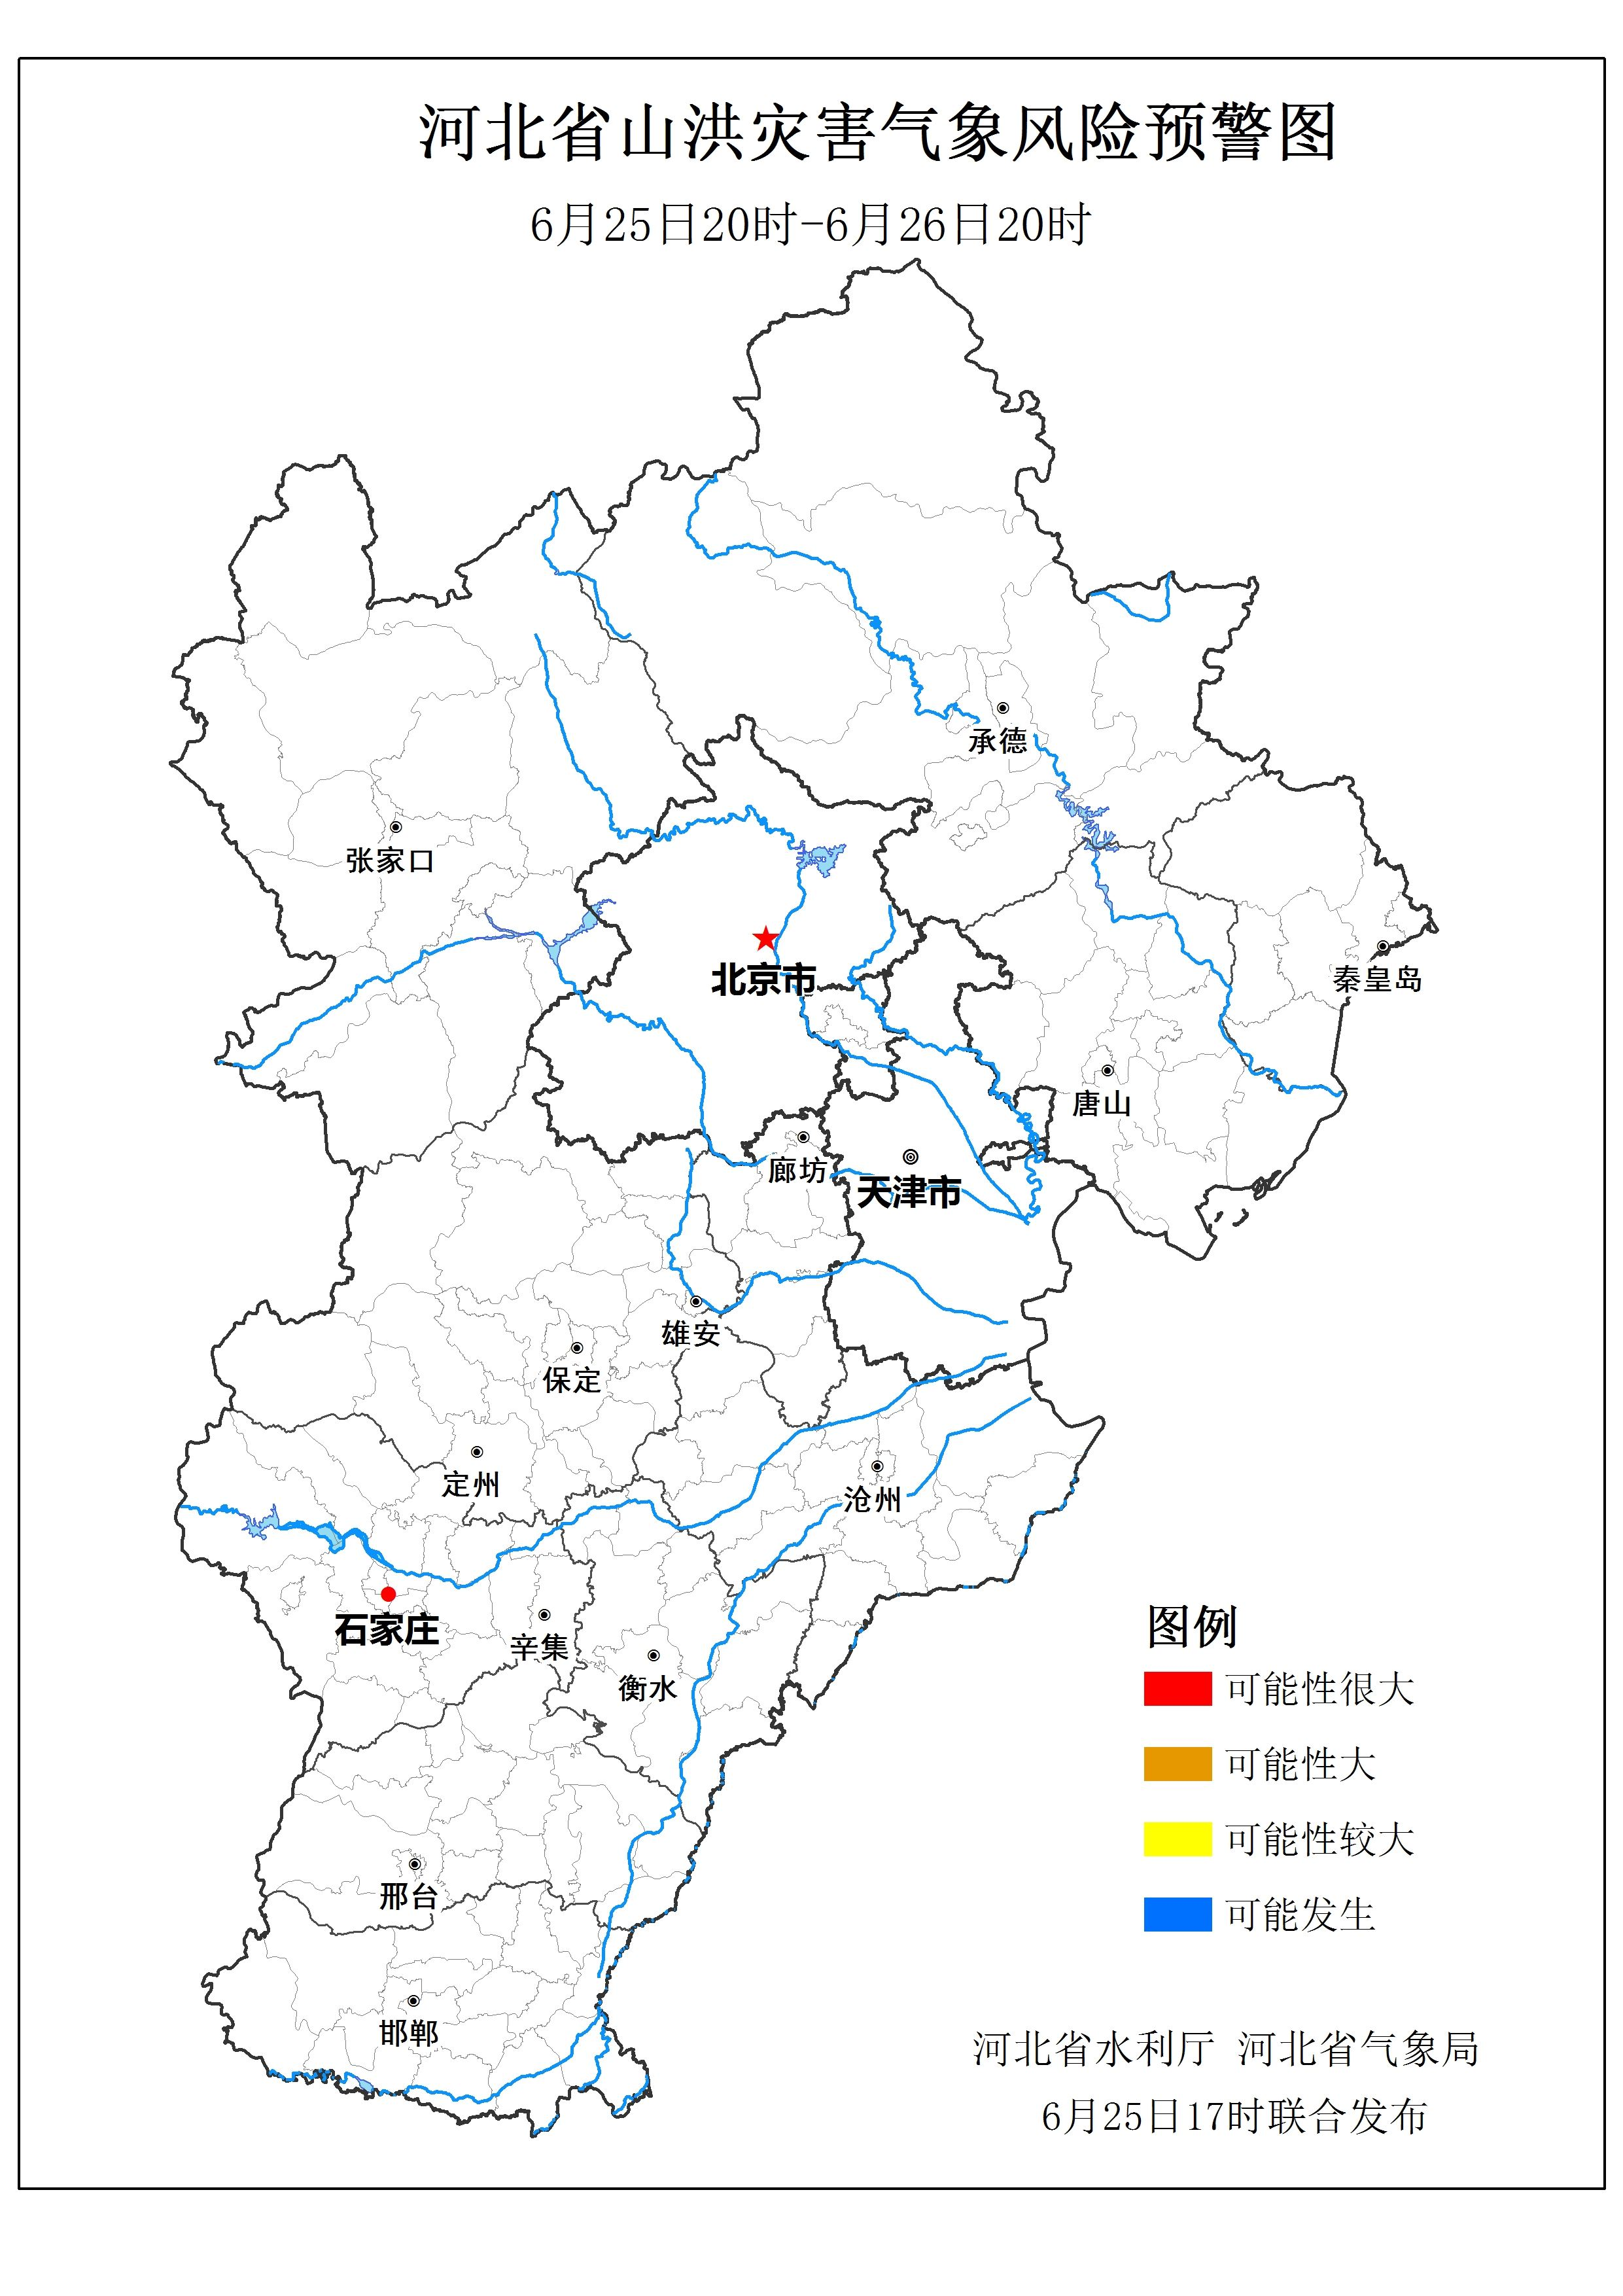 河北省山洪灾害气象风险预警图
6月25日20时-6月26日20时
承德
张家口
北京市
秦皇岛
唐山
廊坊
天津市
雄安
保定
定州
沧州
石家庄
辛集
衡水
邢台
邯郸
图例
可能性很大
可能性大
可能性较大
可能发生
河北省水利厅 河北省气象局
6月25日17时联合发布